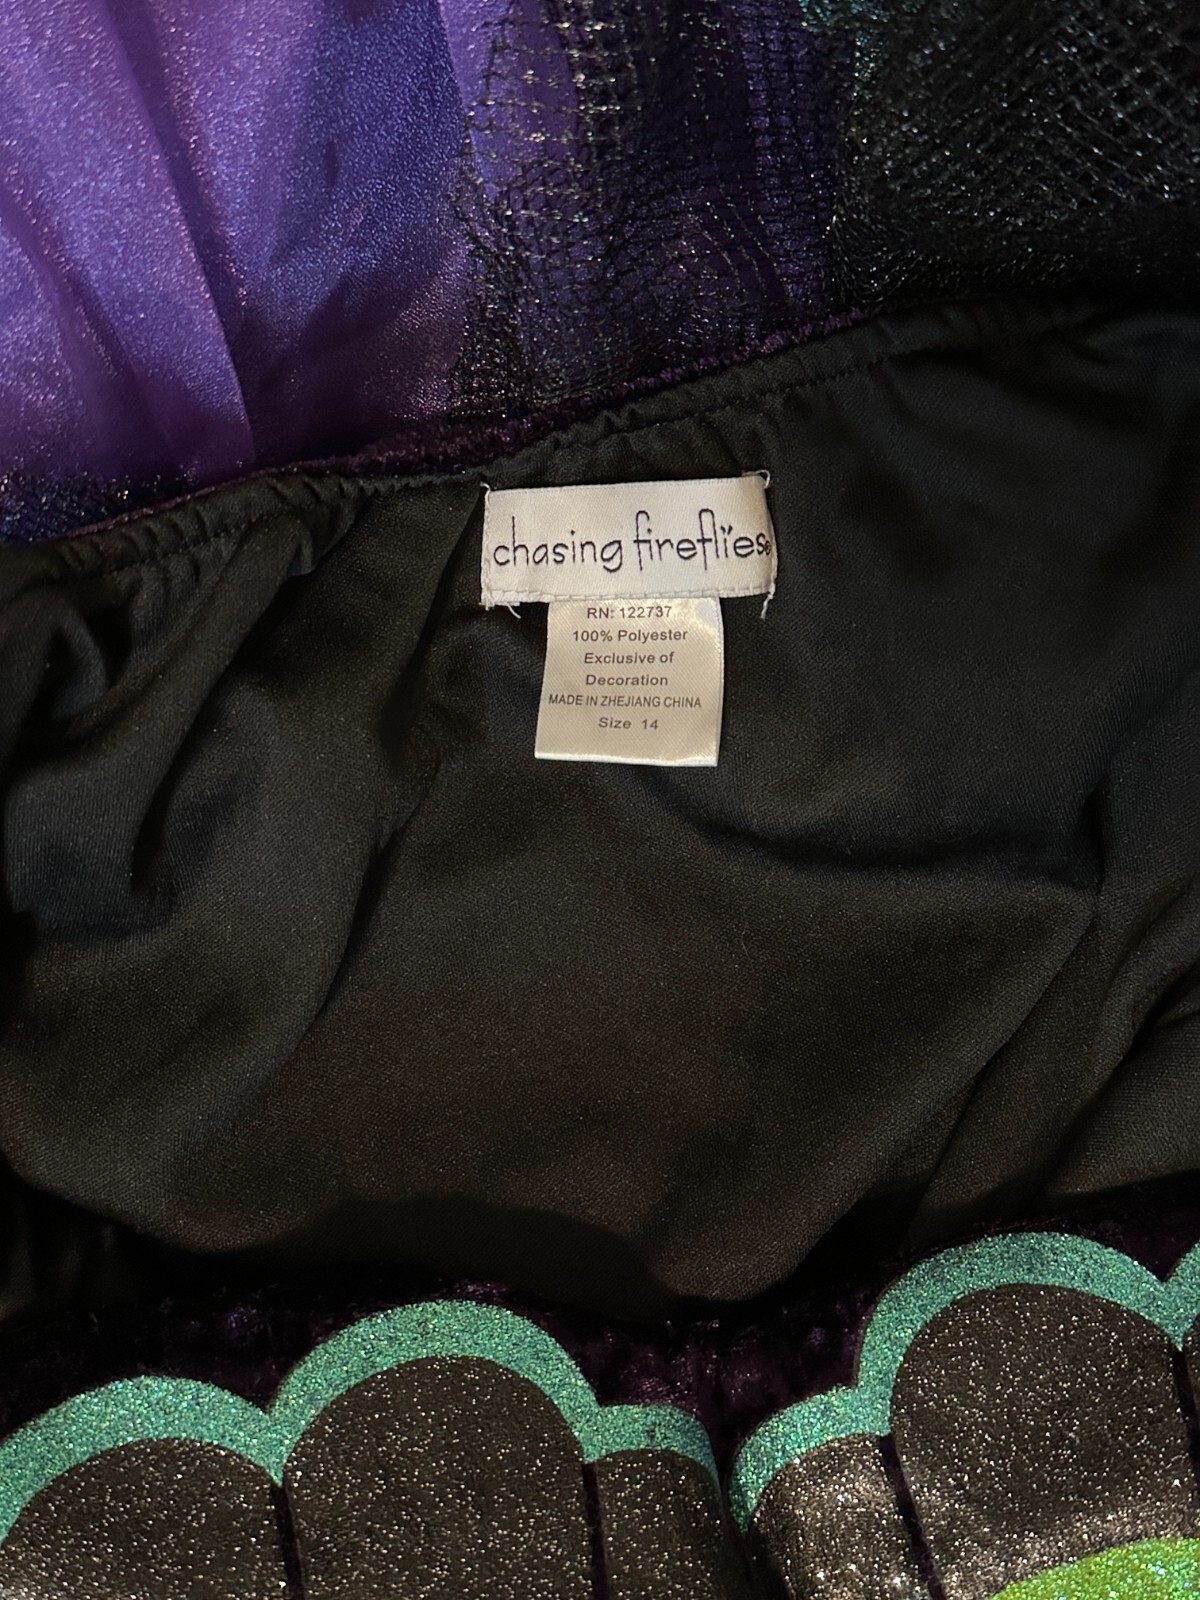 chasing fireflies®
RN: 122737
100% Polyester
Exclusive of
Decoration
MADE IN ZHEJIANG CHINA
Size 14